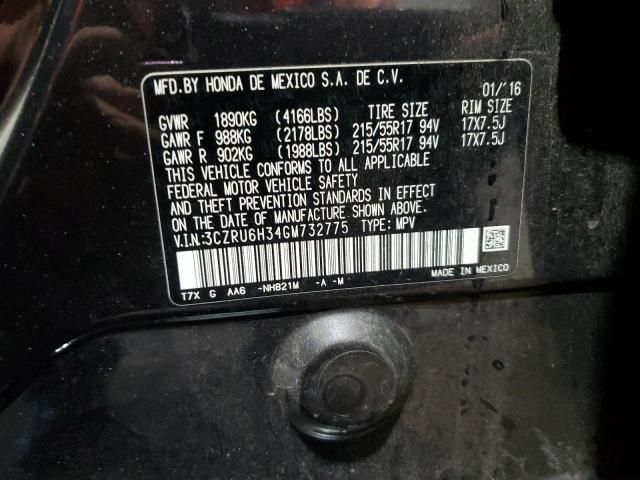 MFD.BY HONDA DE MEXICO S.A. DE C.V. 01/'16
GVWR 1890KG (4166LBS) TIRE SIZE RIM SIZE
GAWR F 988KG (2178LBS) 215/55R17 94V 17X7.5J
GAWR R 902KG (1988LBS) 215/55R17 94V 17X7.5J
THIS VEHICLE CONFORMS TO ALL APPLICABLE
FEDERAL MOTOR VEHICLE SAFETY
AND THEFT PREVENTION STANDARDS IN EFFECT
ON THE DATE OF MANUFACTURE SHOWN ABOVE.
V.I.N:3CZRU6H34GM732775 TYPE: MPV
T7X G AA6 -NH821M -A -M- MADE IN MEXICO